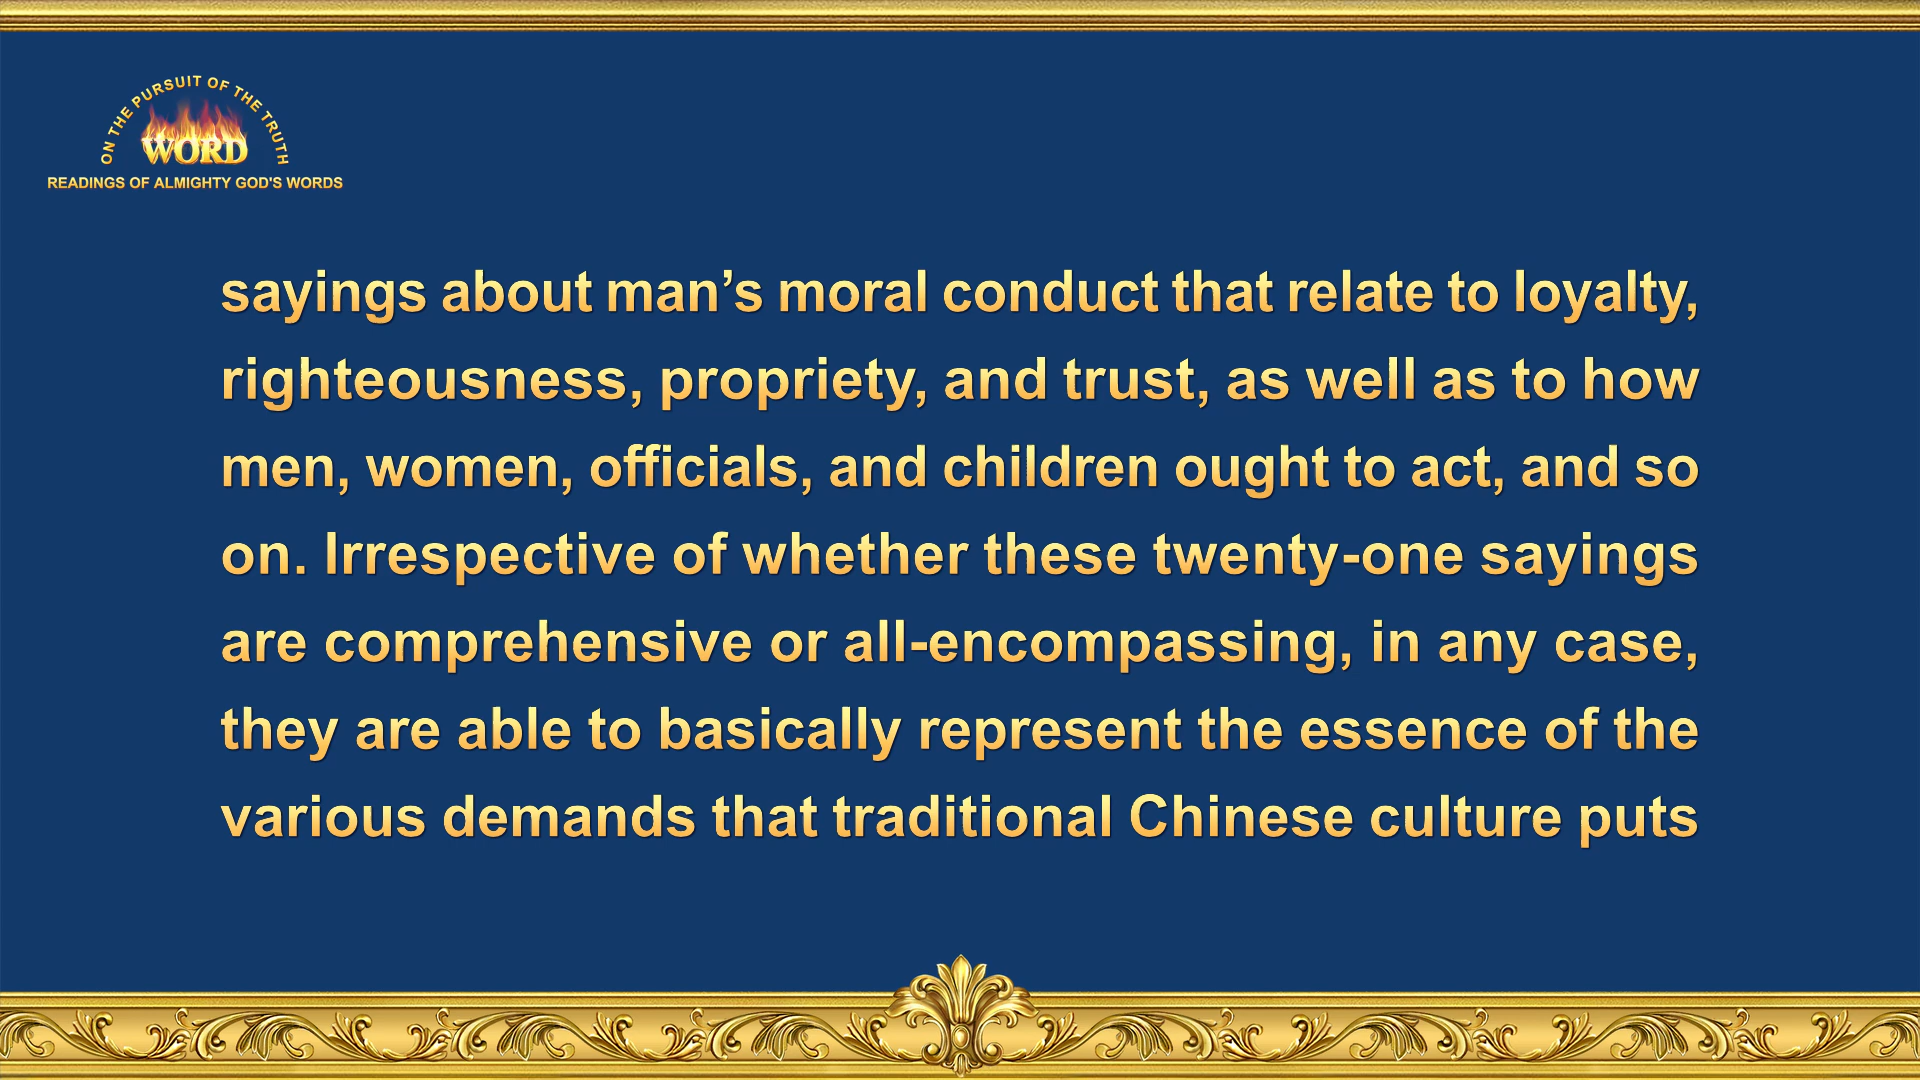 ON THE PURSUIT OF THE TRUTH
WORD
READINGS OF ALMIGHTY GOD'S WORDS
sayings about man’s moral conduct that relate to loyalty,
righteousness, propriety, and trust, as well as to how
men, women, officials, and children ought to act, and so
on. Irrespective of whether these twenty-one sayings
are comprehensive or all-encompassing, in any case,
they are able to basically represent the essence of the
various demands that traditional Chinese culture puts